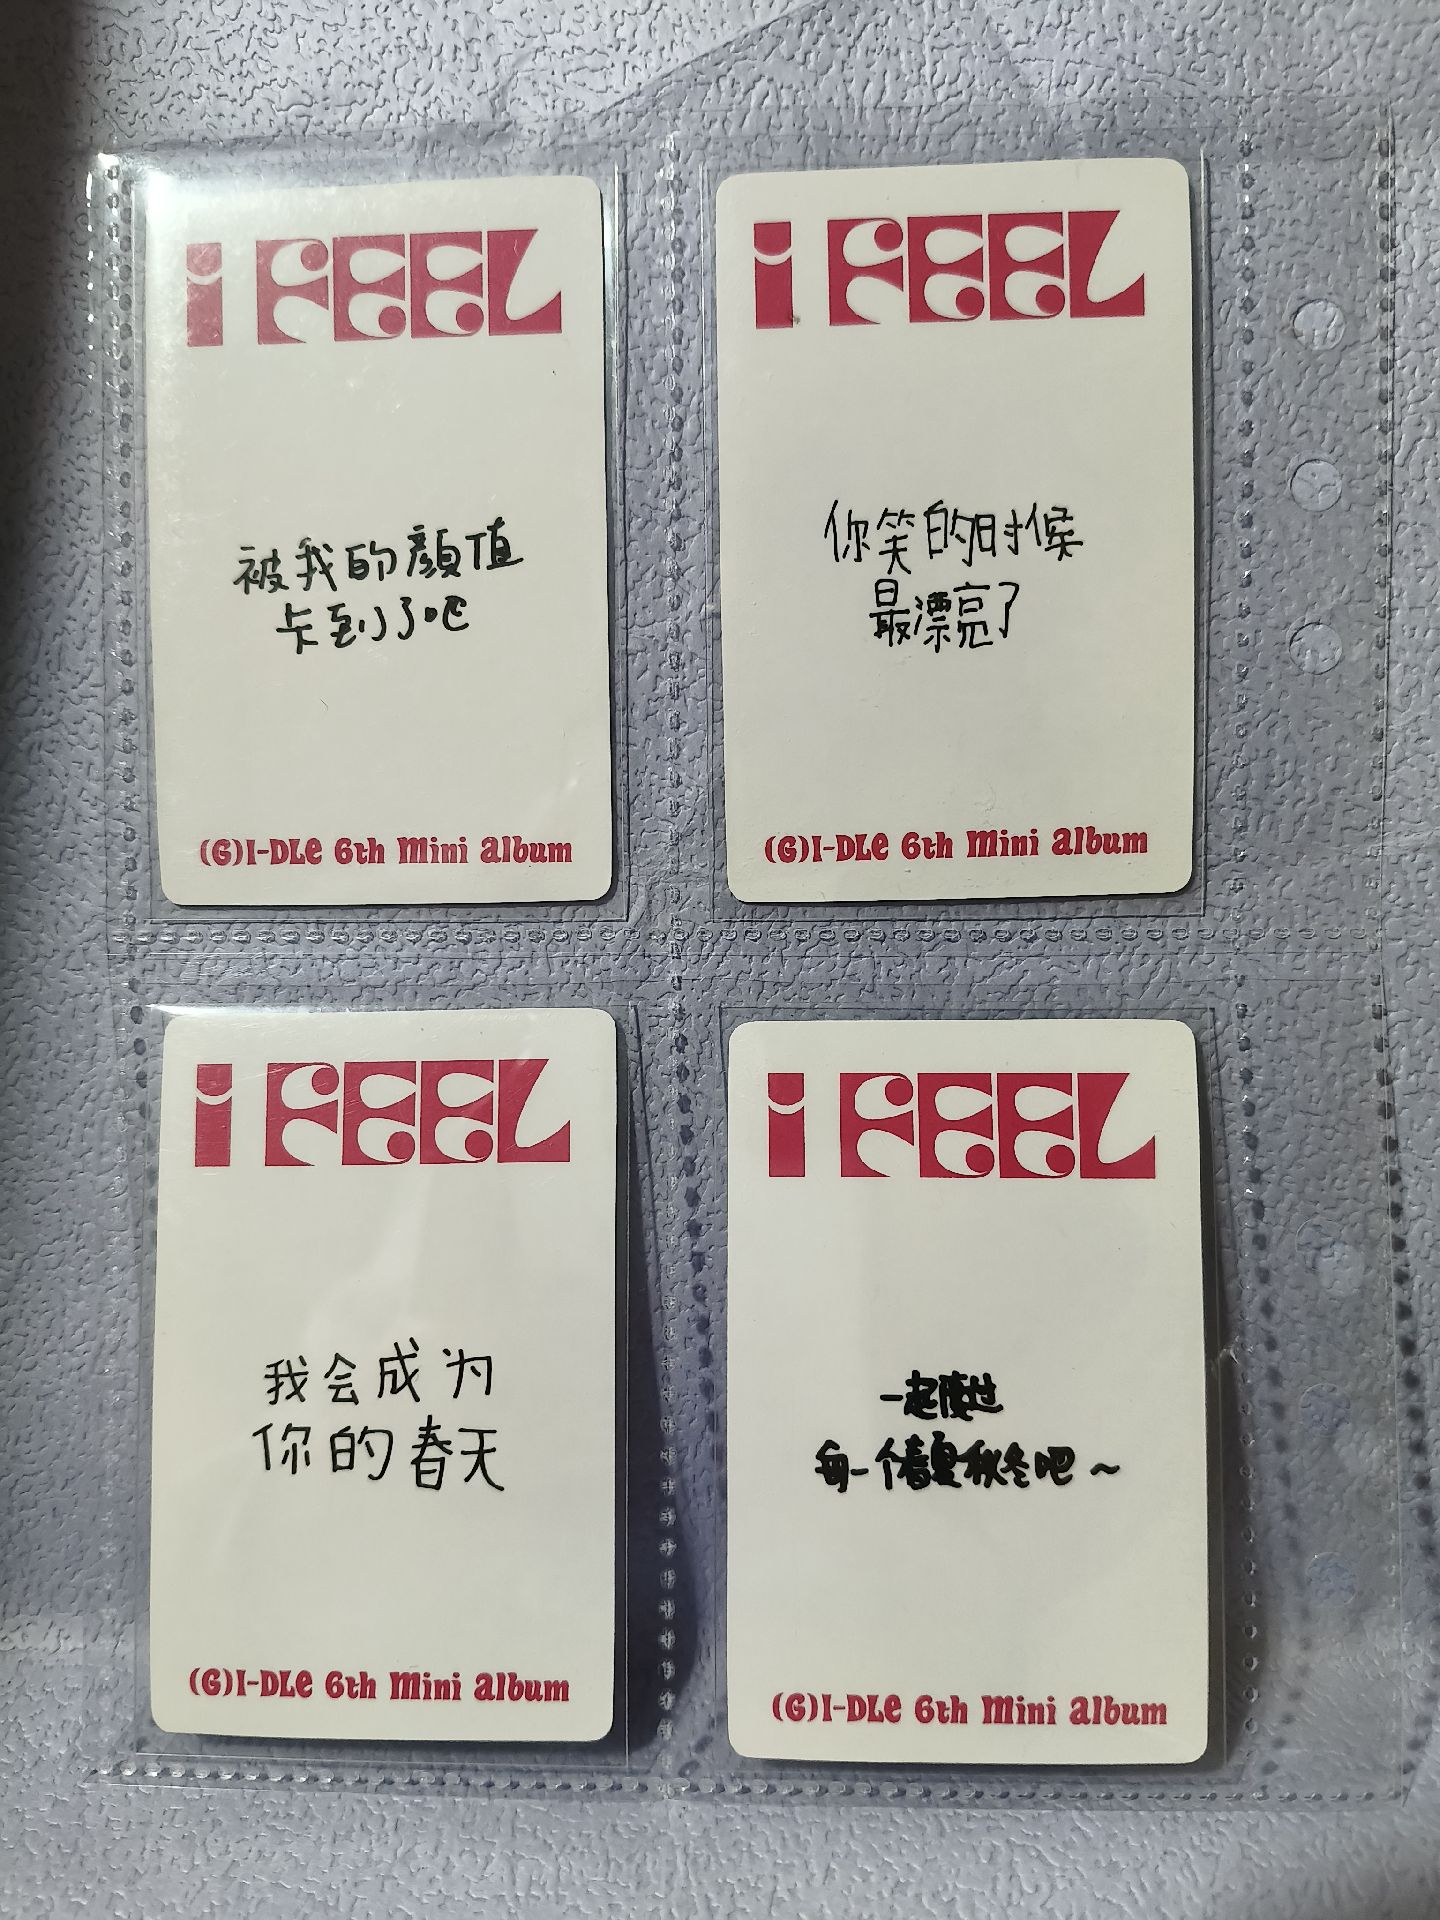 i FEEL
被我的顔值
卡到了吧
(G)I-DLE 6th Mini Album
i FEEL
你笑的时候
最漂亮了
(G)I-DLE 6th Mini Album
i FEEL
我会成为
你的春天
(G)I-DLE 6th Mini Album
i FEEL
一起度过
每一个春夏秋冬吧~
(G)I-DLE 6th Mini Album